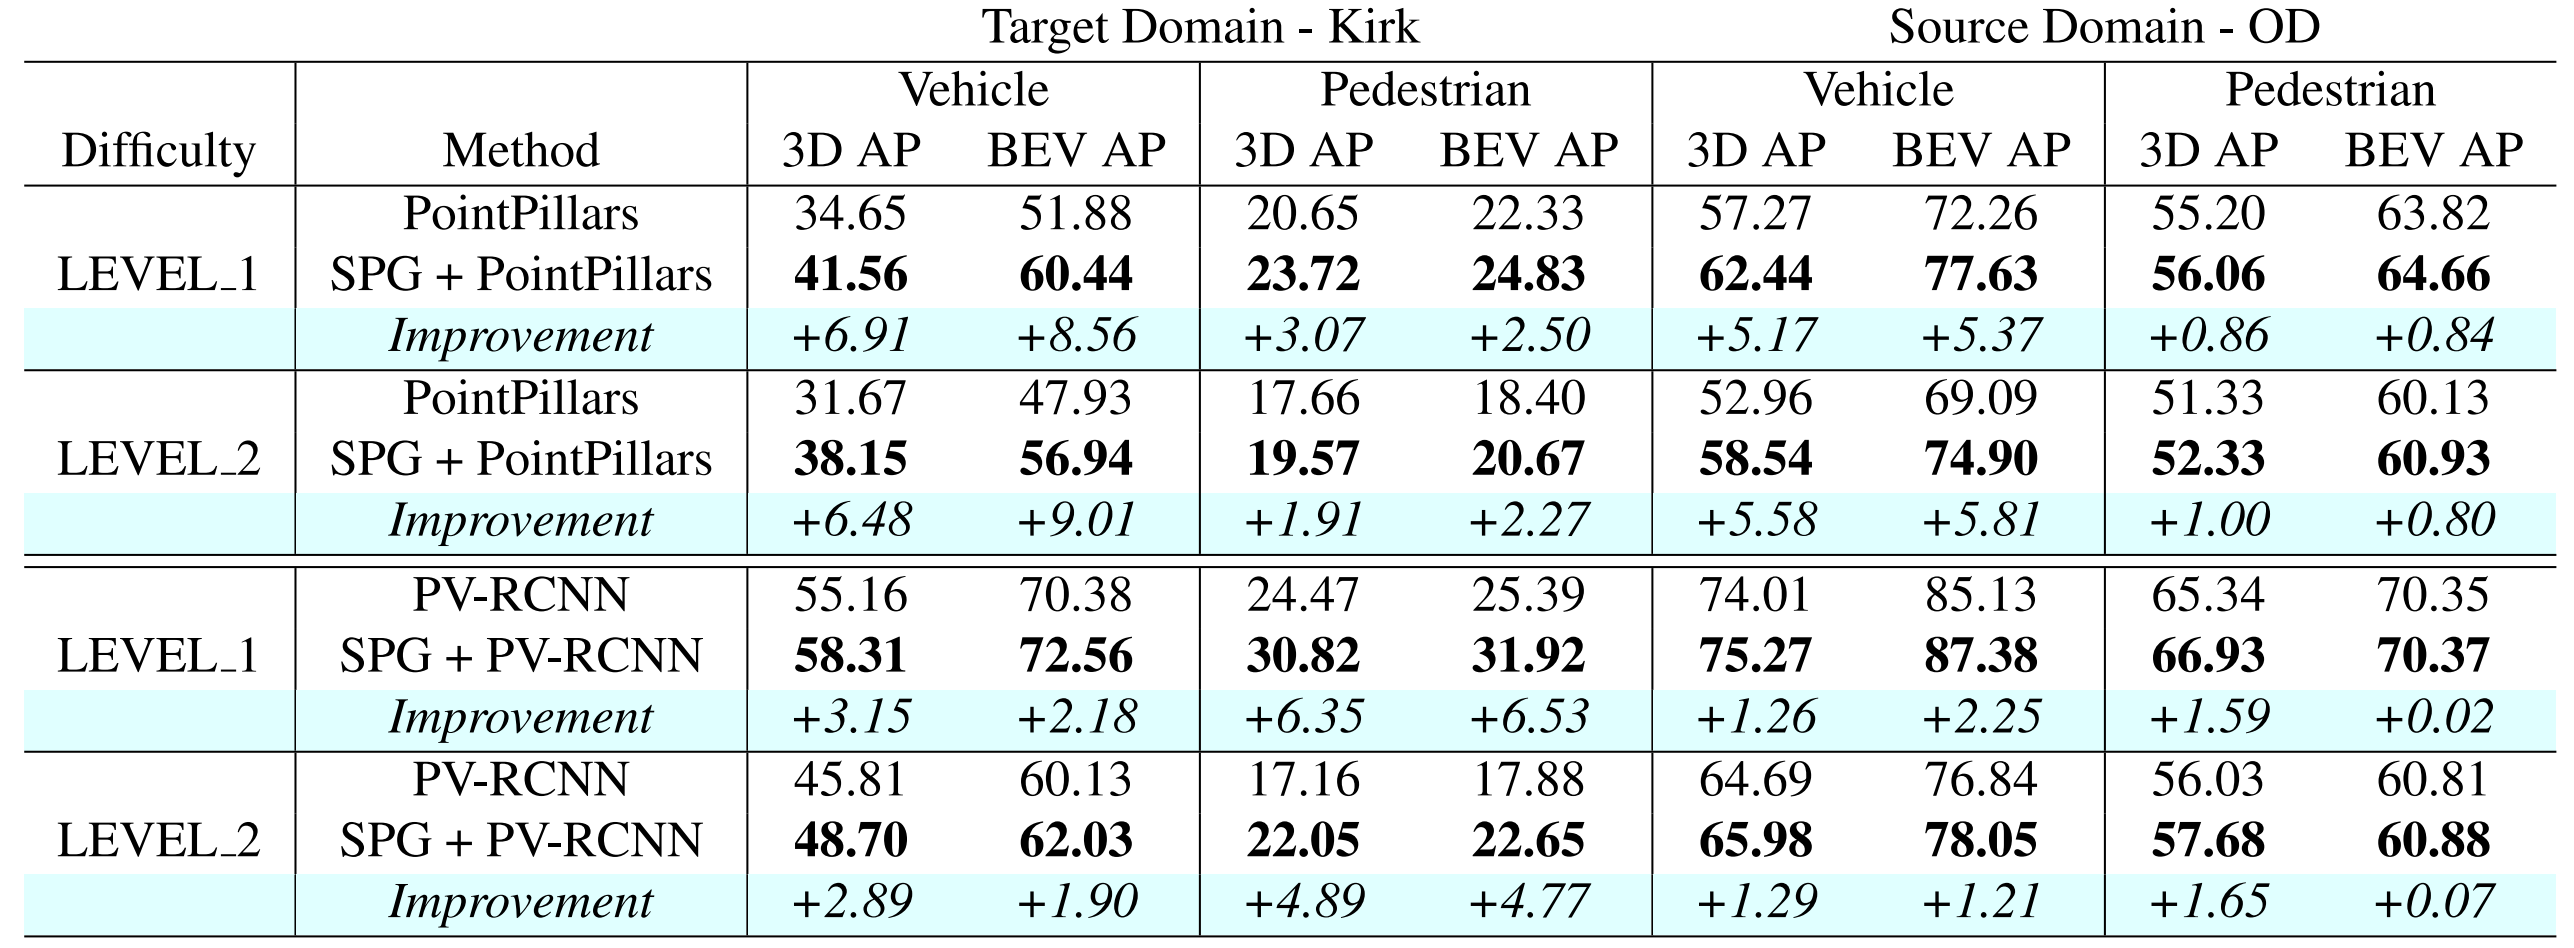 Target Domain - Kirk Source Domain - OD
Vehicle Pedestrian Vehicle Pedestrian
Difficulty Method 3D AP BEV AP 3D AP BEV AP 3D AP BEV AP 3D AP BEV AP
PointPillars 34.65 51.88 20.65 22.33 57.27 72.26 55.20 63.82
LEVEL_1 SPG + PointPillars 41.56 60.44 23.72 24.83 62.44 77.63 56.06 64.66
Improvement +6.91 +8.56 +3.07 +2.50 +5.17 +5.37 +0.86 +0.84
PointPillars 31.67 47.93 17.66 18.40 52.96 69.09 51.33 60.13
LEVEL_2 SPG + PointPillars 38.15 56.94 19.57 20.67 58.54 74.90 52.33 60.93
Improvement +6.48 +9.01 +1.91 +2.27 +5.58 +5.81 +1.00 +0.80
PV-RCNN 55.16 70.38 24.47 25.39 74.01 85.13 65.34 70.35
LEVEL_1 SPG + PV-RCNN 58.31 72.56 30.82 31.92 75.27 87.38 66.93 70.37
Improvement +3.15 +2.18 +6.35 +6.53 +1.26 +2.25 +1.59 +0.02
PV-RCNN 45.81 60.13 17.16 17.88 64.69 76.84 56.03 60.81
LEVEL_2 SPG + PV-RCNN 48.70 62.03 22.05 22.65 65.98 78.05 57.68 60.88
Improvement +2.89 +1.90 +4.89 +4.77 +1.29 +1.21 +1.65 +0.07